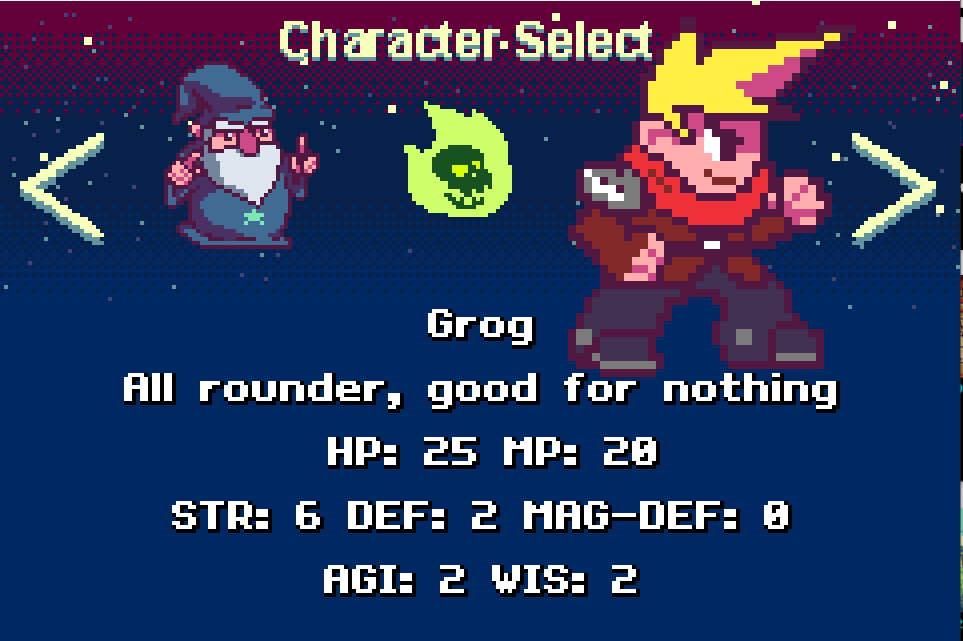 Character Select
Grog
All rounder, good for nothing
HP: 25 MP: 20
STR: 6 DEF: 2 MAG-DEF: 0
AGI: 2 WIS: 2